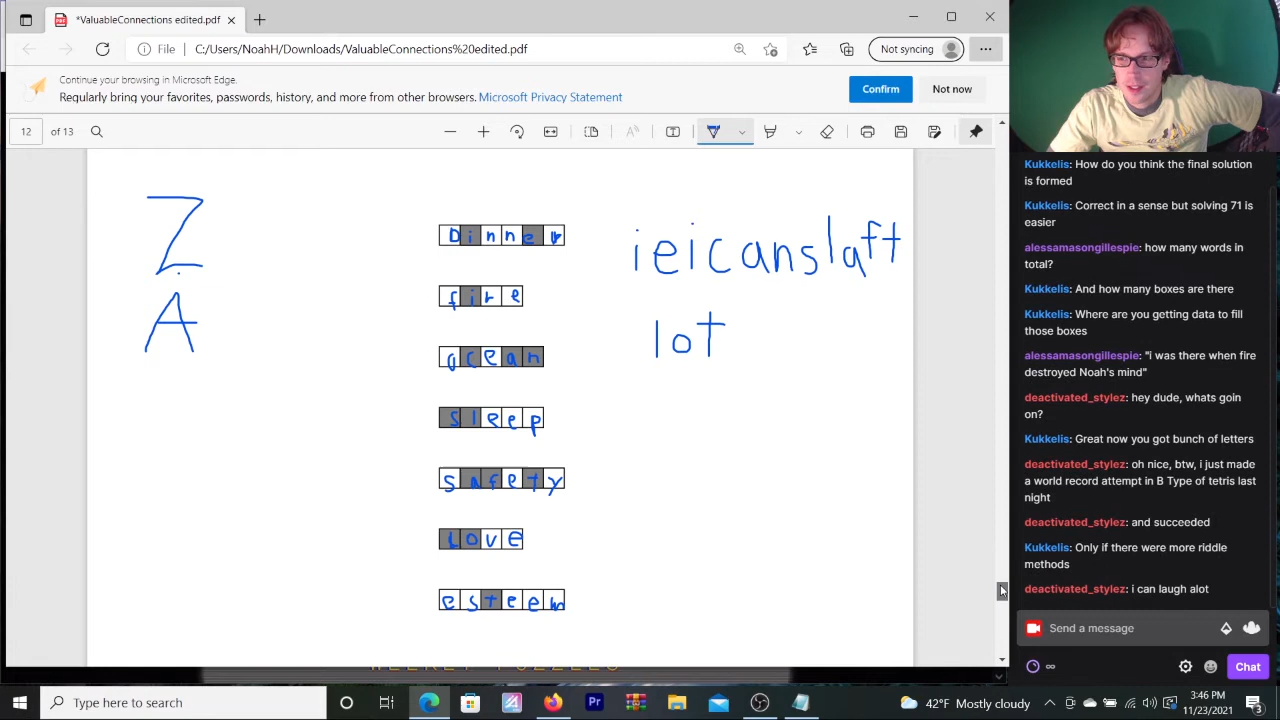 *ValuableConnections edited.pdf
File C:/Users/NoahH/Downloads/ValuableConnections%20edited.pdf
Not syncing
Continue your browsing in Microsoft Edge.
Regularly bring your favorites, passwords, history, and more from other browsers. Microsoft Privacy Statement
Confirm
Not now
12 of 13
Z
A
Dinner
fire
ocean
sleep
safety
Love
esteem
ieicanslaft
lot
WEEKLY PUZZLES
Kukkelis: How do you think the final solution
is formed
Kukkelis: Correct in a sense but solving 71 is
easier
alessamasongillespie: how many words in
total?
Kukkelis: And how many boxes are there
Kukkelis: Where are you getting data to fill
those boxes
alessamasongillespie: "i was there when fire
destroyed Noah's mind"
deactivated_stylez: hey dude, whats goin
on?
Kukkelis: Great now you got bunch of letters
deactivated_stylez: oh nice, btw, i just made
a world record attempt in B Type of tetris last
night
deactivated_stylez: and succeeded
Kukkelis: Only if there were more riddle
methods
deactivated_stylez: i can laugh alot
Send a message
Chat
Type here to search
Pr
42°F Mostly cloudy
3:46 PM
11/23/2021
3